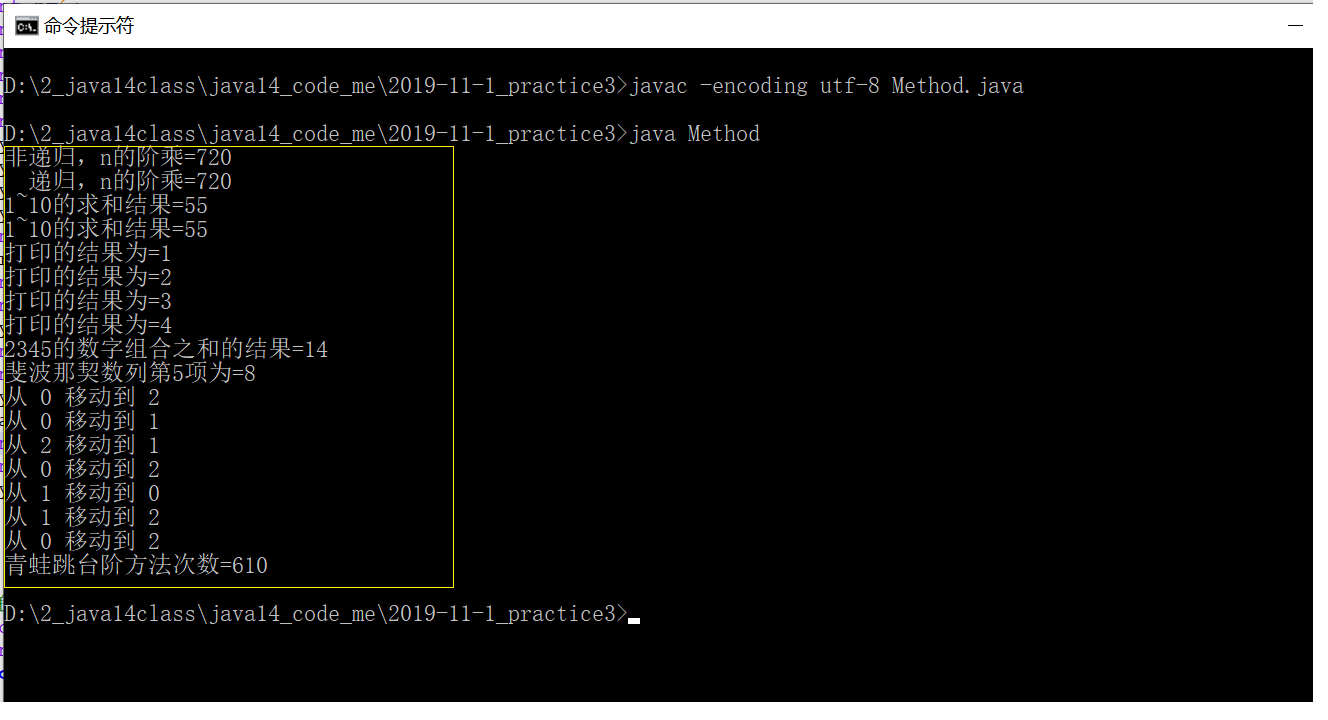 命令提示符
D:\2_java14class\java14_code_me\2019-11-1_practice3>javac -encoding utf-8 Method.java
D:\2_java14class\java14_code_me\2019-11-1_practice3>java Method
非递归，n的阶乘=720
递归，n的阶乘=720
1~10的求和结果=55
1~10的求和结果=55
打印的结果为=1
打印的结果为=2
打印的结果为=3
打印的结果为=4
2345的数字组合之和的结果=14
斐波那契数列第5项为=8
从 0 移动到 2
从 0 移动到 1
从 2 移动到 1
从 0 移动到 2
从 1 移动到 0
从 1 移动到 2
从 0 移动到 2
青蛙跳台阶方法次数=610
D:\2_java14class\java14_code_me\2019-11-1_practice3>